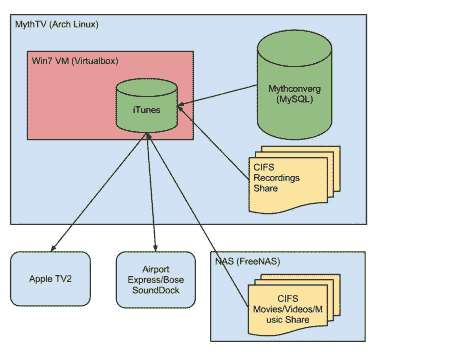 MythTV (Arch Linux)
Win7 VM (Virtualbox)
iTunes
Mythconverg
(MySQL)
CIFS
Recordings
Share
Apple TV2
Airport
Express/Bose
SoundDock
NAS (FreeNAS)
CIFS
Movies/Videos/M
usic Share